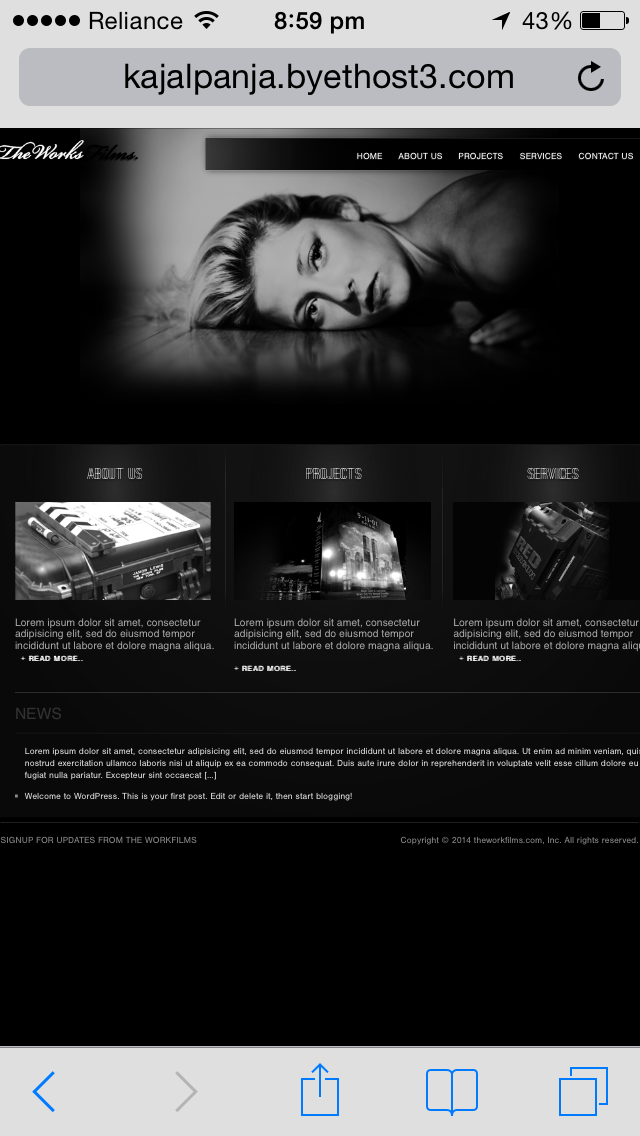 Reliance 8:59 pm 43%
kajalpanja.byethost3.com
The Works Films.
HOME ABOUT US PROJECTS SERVICES CONTACT US
ABOUT US PROJECTS SERVICES
RED
Lorem ipsum dolor sit amet, consectetur
adipisicing elit, sed do eiusmod tempor
incididunt ut labore et dolore magna aliqua.
+ READ MORE..
Lorem ipsum dolor sit amet, consectetur
adipisicing elit, sed do eiusmod tempor
incididunt ut labore et dolore magna aliqua.
+ READ MORE..
Lorem ipsum dolor sit amet, consectetur
adipisicing elit, sed do eiusmod tempor
incididunt ut labore et dolore magna aliqu
+ READ MORE..
NEWS
Lorem ipsum dolor sit amet, consectetur adipisicing elit, sed do eiusmod tempor incididunt ut labore et dolore magna aliqua. Ut enim ad minim veniam, quis
nostrud exercitation ullamco laboris nisi ut aliquip ex ea commodo consequat. Duis aute irure dolor in reprehenderit in voluptate velit esse cillum dolore eu
fugiat nulla pariatur. Excepteur sint occaecat [...]
Welcome to WordPress. This is your first post. Edit or delete it, then start blogging!
SIGNUP FOR UPDATES FROM THE WORKFILMS Copyright © 2014 theworkfilms.com, Inc. All rights reserved.